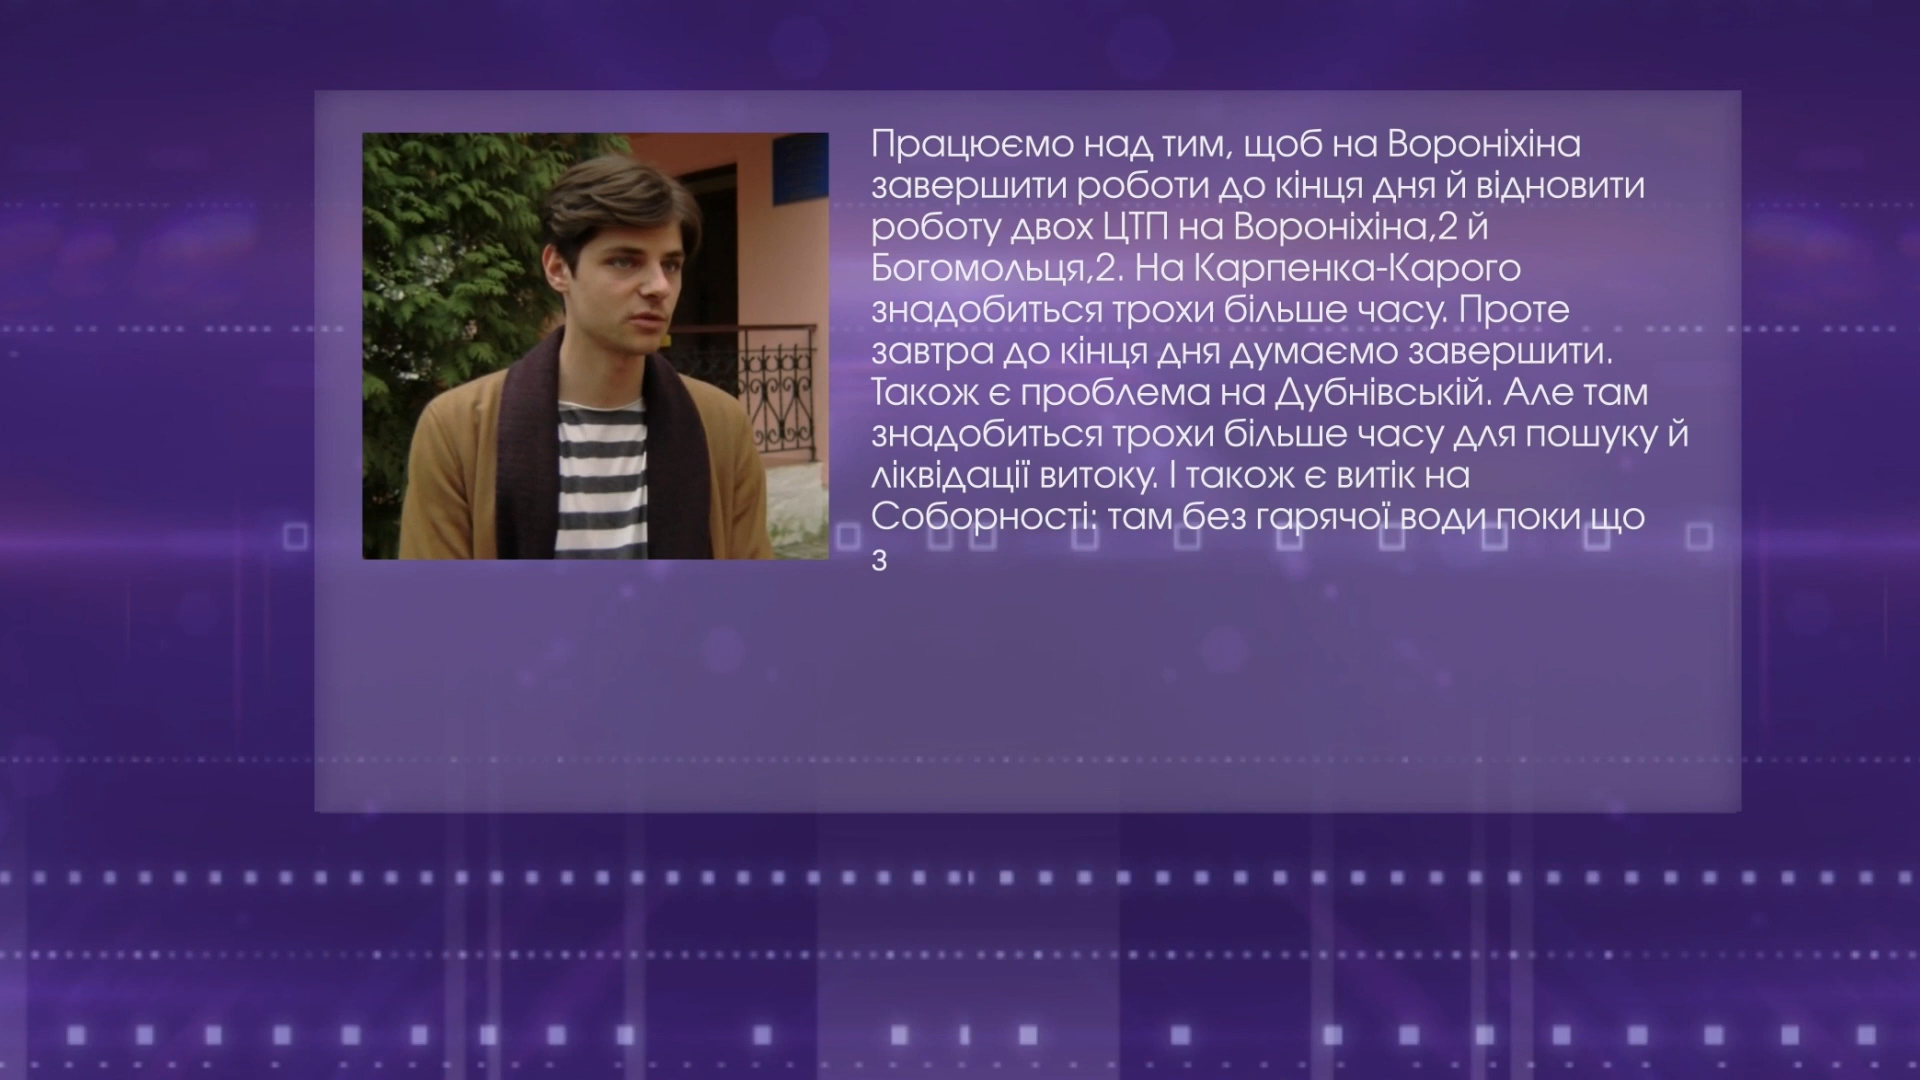 Працюємо над тим, щоб на Вороніхіна
завершити роботи до кінця дня й відновити
роботу двох ЦТП на Вороніхіна,2 й
Богомольця,2. На Карпенка-Карого
знадобиться трохи більше часу. Проте
завтра до кінця дня думаємо завершити.
Також є проблема на Дубнівській. Але там
знадобиться трохи більше часу для пошуку й
ліквідації витоку. І також є витік на
Соборності: там без гарячої води поки що
з